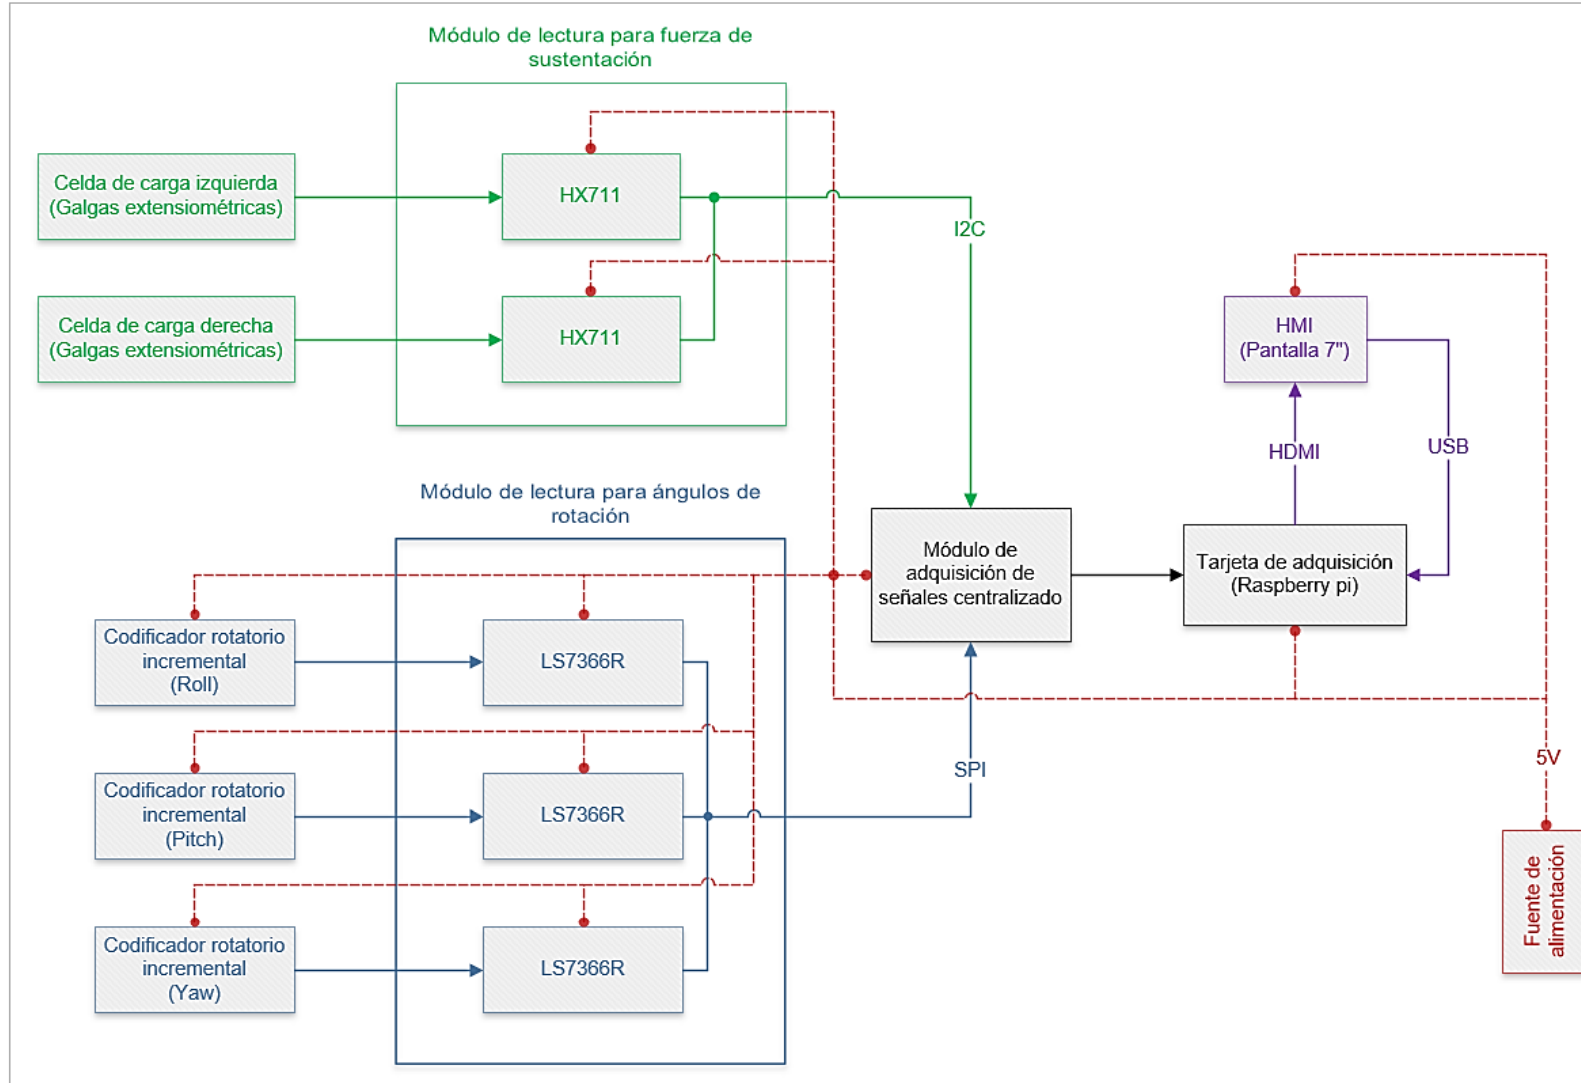 Módulo de lectura para fuerza de
sustentación
Celda de carga izquierda
(Galgas extensiométricas)
HX711
I2C
Celda de carga derecha
(Galgas extensiométricas)
HX711
HMI
(Pantalla 7")
HDMI
USB
Módulo de lectura para ángulos de
rotación
Módulo de
adquisición de
señales centralizado
Tarjeta de adquisición
(Raspberry pi)
Codificador rotatorio
incremental
(Roll)
LS7366R
Codificador rotatorio
incremental
(Pitch)
LS7366R
SPI
5V
Codificador rotatorio
incremental
(Yaw)
LS7366R
Fuente de
alimentación